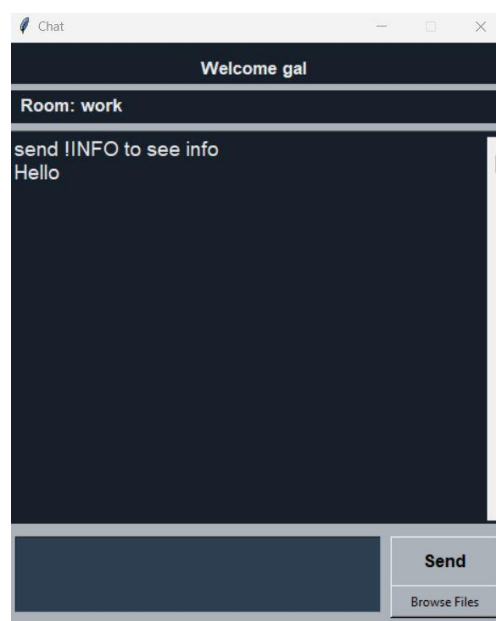 Chat
Welcome gal
Room: work
send !INFO to see info
Hello
Send
Browse Files